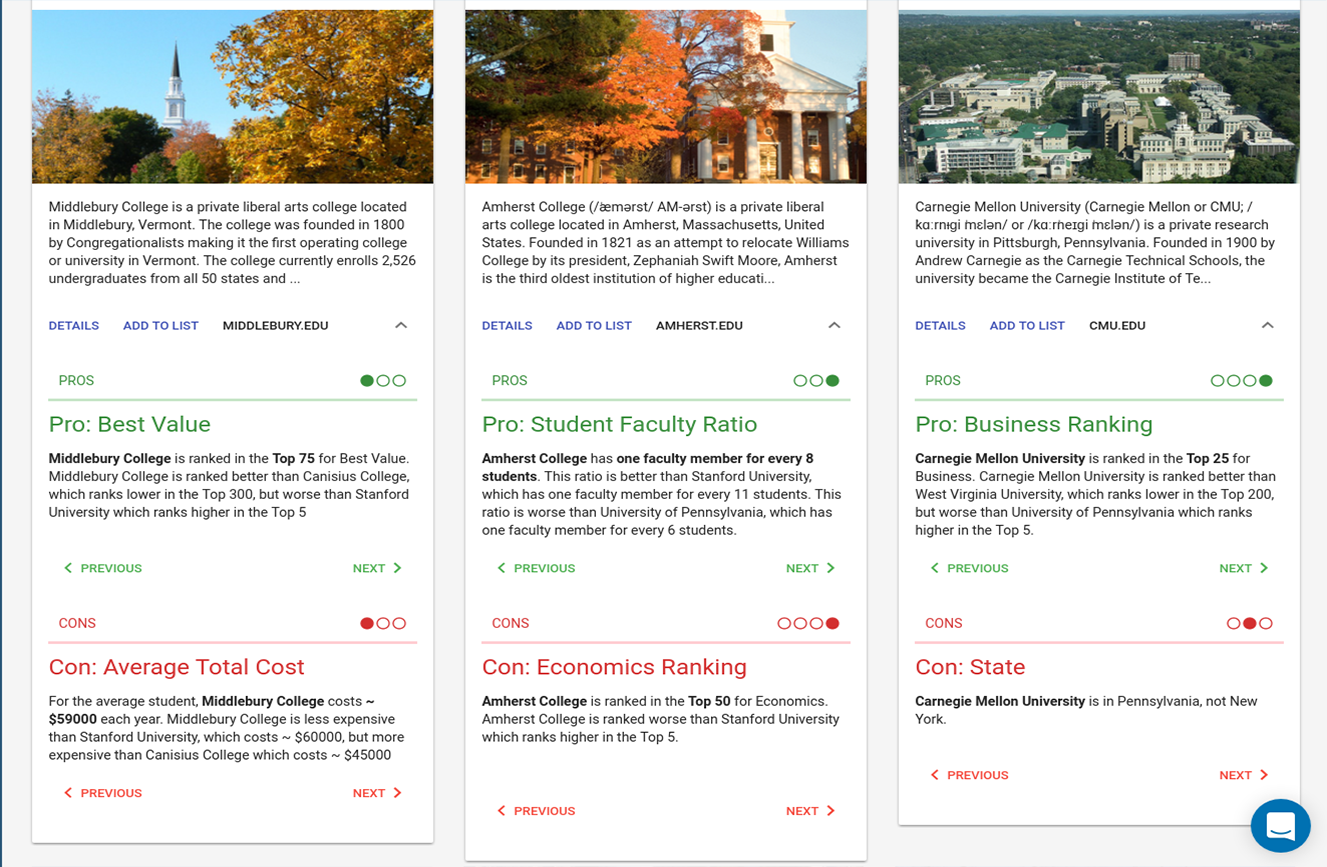 Middlebury College is a private liberal arts college located
in Middlebury, Vermont. The college was founded in 1800
by Congregationalists making it the first operating college
or university in Vermont. The college currently enrolls 2,526
undergraduates from all 50 states and ...
DETAILS ADD TO LIST MIDDLEBURY.EDU
PROS
Pro: Best Value
Middlebury College is ranked in the Top 75 for Best Value.
Middlebury College is ranked better than Canisius College,
which ranks lower in the Top 300, but worse than Stanford
University which ranks higher in the Top 5
PREVIOUS NEXT
CONS
Con: Average Total Cost
For the average student, Middlebury College costs ~
$59000 each year. Middlebury College is less expensive
than Stanford University, which costs ~ $60000, but more
expensive than Canisius College which costs ~ $45000
PREVIOUS NEXT
Amherst College (/ˈæmərst/ AM-ərst) is a private liberal
arts college located in Amherst, Massachusetts, United
States. Founded in 1821 as an attempt to relocate Williams
College by its president, Zephaniah Swift Moore, Amherst
is the third oldest institution of higher educati...
DETAILS ADD TO LIST AMHERST.EDU
PROS
Pro: Student Faculty Ratio
Amherst College has one faculty member for every 8
students. This ratio is better than Stanford University,
which has one faculty member for every 11 students. This
ratio is worse than University of Pennsylvania, which has
one faculty member for every 6 students.
PREVIOUS NEXT
CONS
Con: Economics Ranking
Amherst College is ranked in the Top 50 for Economics.
Amherst College is ranked worse than Stanford University
which ranks higher in the Top 5.
PREVIOUS NEXT
Carnegie Mellon University (Carnegie Mellon or CMU; /
ˈkɑːrnɨɡi ˈmɛlən/ or /kɑːrˈneɪɡi ˈmɛlən/) is a private research
university in Pittsburgh, Pennsylvania. Founded in 1900 by
Andrew Carnegie as the Carnegie Technical Schools, the
university became the Carnegie Institute of Te...
DETAILS ADD TO LIST CMU.EDU
PROS
Pro: Business Ranking
Carnegie Mellon University is ranked in the Top 25 for
Business. Carnegie Mellon University is ranked better than
West Virginia University, which ranks lower in the Top 200,
but worse than University of Pennsylvania which ranks
higher in the Top 5.
PREVIOUS NEXT
CONS
Con: State
Carnegie Mellon University is in Pennsylvania, not New
York.
PREVIOUS NEXT